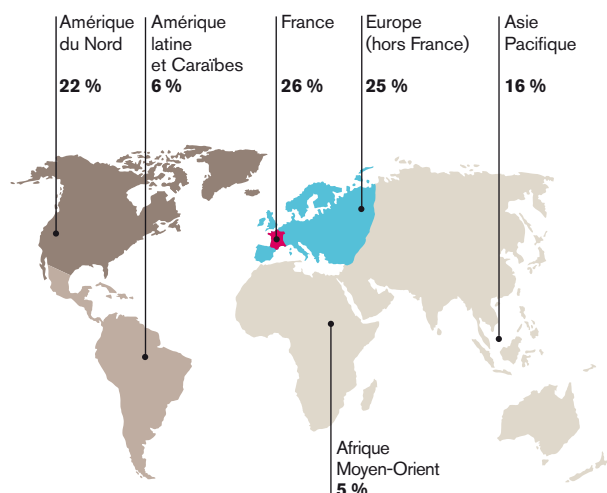 Amérique
du Nord
22 %
Amérique
latine
et Caraïbes
6 %
France
26 %
Europe
(hors France)
25 %
Asie
Pacifique
16 %
Afrique
Moyen-Orient
5 %